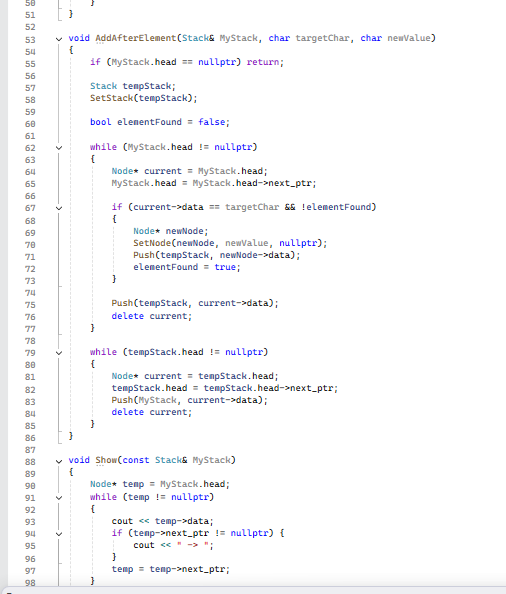 50 }
51 }
52
53 void AddAfterElement(Stack& MyStack, char targetChar, char newValue)
54 {
55 if (MyStack.head == nullptr) return;
56
57 Stack tempStack;
58 SetStack(tempStack);
59
60 bool elementFound = false;
61
62 while (MyStack.head != nullptr)
63 {
64 Node* current = MyStack.head;
65 MyStack.head = MyStack.head->next_ptr;
66
67 if (current->data == targetChar && !elementFound)
68 {
69 Node* newNode;
70 SetNode(newNode, newValue, nullptr);
71 Push(tempStack, newNode->data);
72 elementFound = true;
73 }
74
75 Push(tempStack, current->data);
76 delete current;
77 }
78
79 while (tempStack.head != nullptr)
80 {
81 Node* current = tempStack.head;
82 tempStack.head = tempStack.head->next_ptr;
83 Push(MyStack, current->data);
84 delete current;
85 }
86 }
87
88 void Show(const Stack& MyStack)
89 {
90 Node* temp = MyStack.head;
91 while (temp != nullptr)
92 {
93 cout << temp->data;
94 if (temp->next_ptr != nullptr) {
95 cout << " -> ";
96 }
97 temp = temp->next_ptr;
98 }